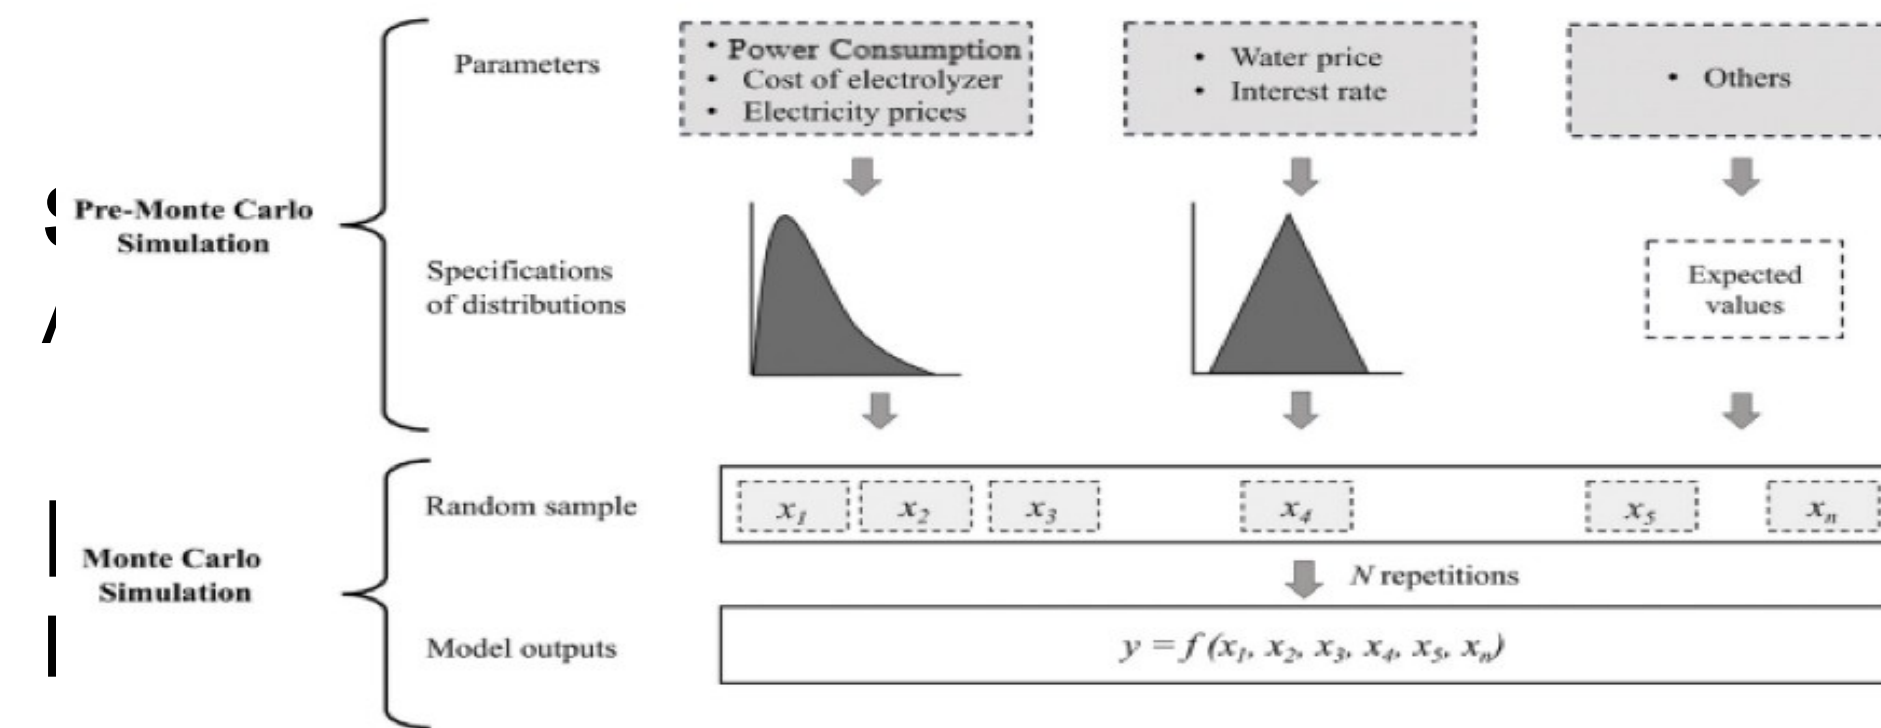 Parameters
• Power Consumption
• Cost of electrolyzer
• Electricity prices
• Water price
• Interest rate
• Others
Pre-Monte Carlo
Simulation
Specifications
of distributions
Expected
values
Random sample
x₁ x₂ x₃ x₄ x₅ xₙ
Monte Carlo
Simulation
N repetitions
Model outputs
y = f (x₁, x₂, x₃, x₄, x₅, xₙ)